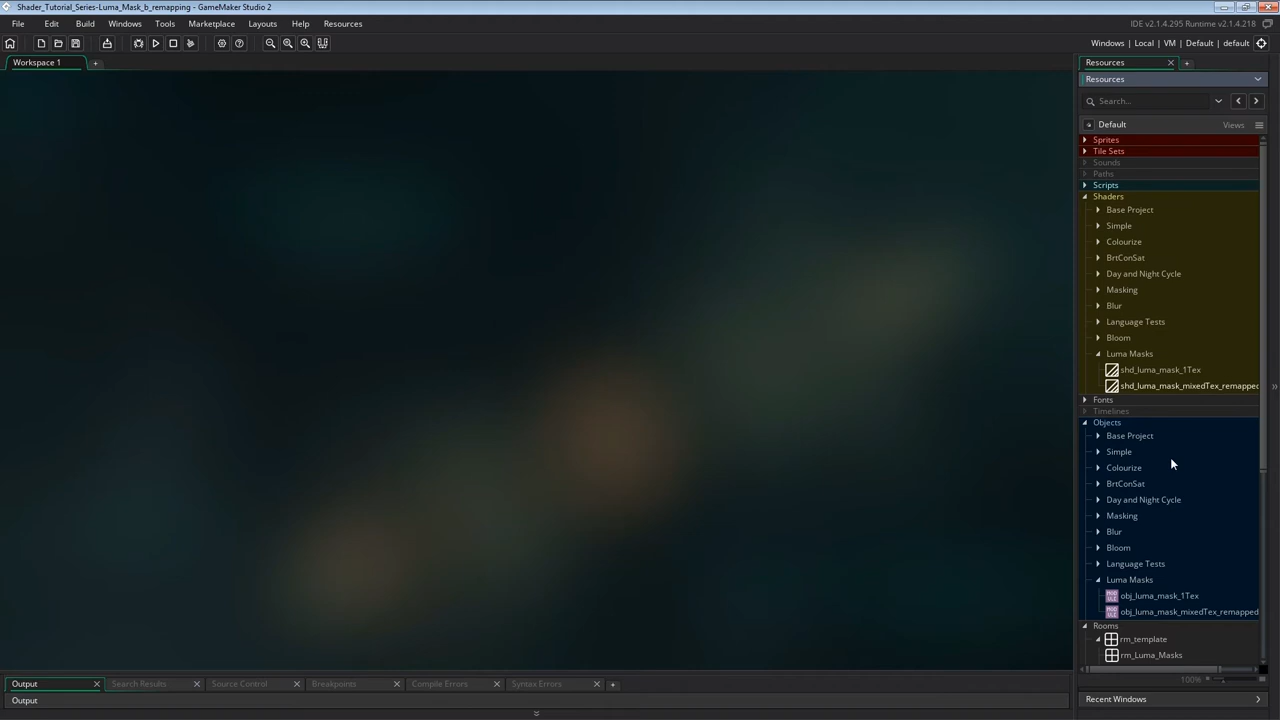 Shader_Tutorial_Series-Luma_Mask_b_remapping - GameMaker Studio 2
File Edit Build Windows Tools Marketplace Layouts Help Resources
IDE v2.1.4.295 Runtime v2.1.4.218
Windows | Local | VM | Default | default
Workspace 1
Resources
Resources
Search...
Default Views
Sprites
Tile Sets
Sounds
Paths
Scripts
Shaders
Base Project
Simple
Colourize
BrtConSat
Day and Night Cycle
Masking
Blur
Language Tests
Bloom
Luma Masks
shd_luma_mask_1Tex
shd_luma_mask_mixedTex_remapped
Fonts
Timelines
Objects
Base Project
Simple
Colourize
BrtConSat
Day and Night Cycle
Masking
Blur
Bloom
Language Tests
Luma Masks
obj_luma_mask_1Tex
obj_luma_mask_mixedTex_remapped
Rooms
rm_template
rm_Luma_Masks
100%
Output Search Results Source Control Breakpoints Compile Errors Syntax Errors
Output
Recent Windows